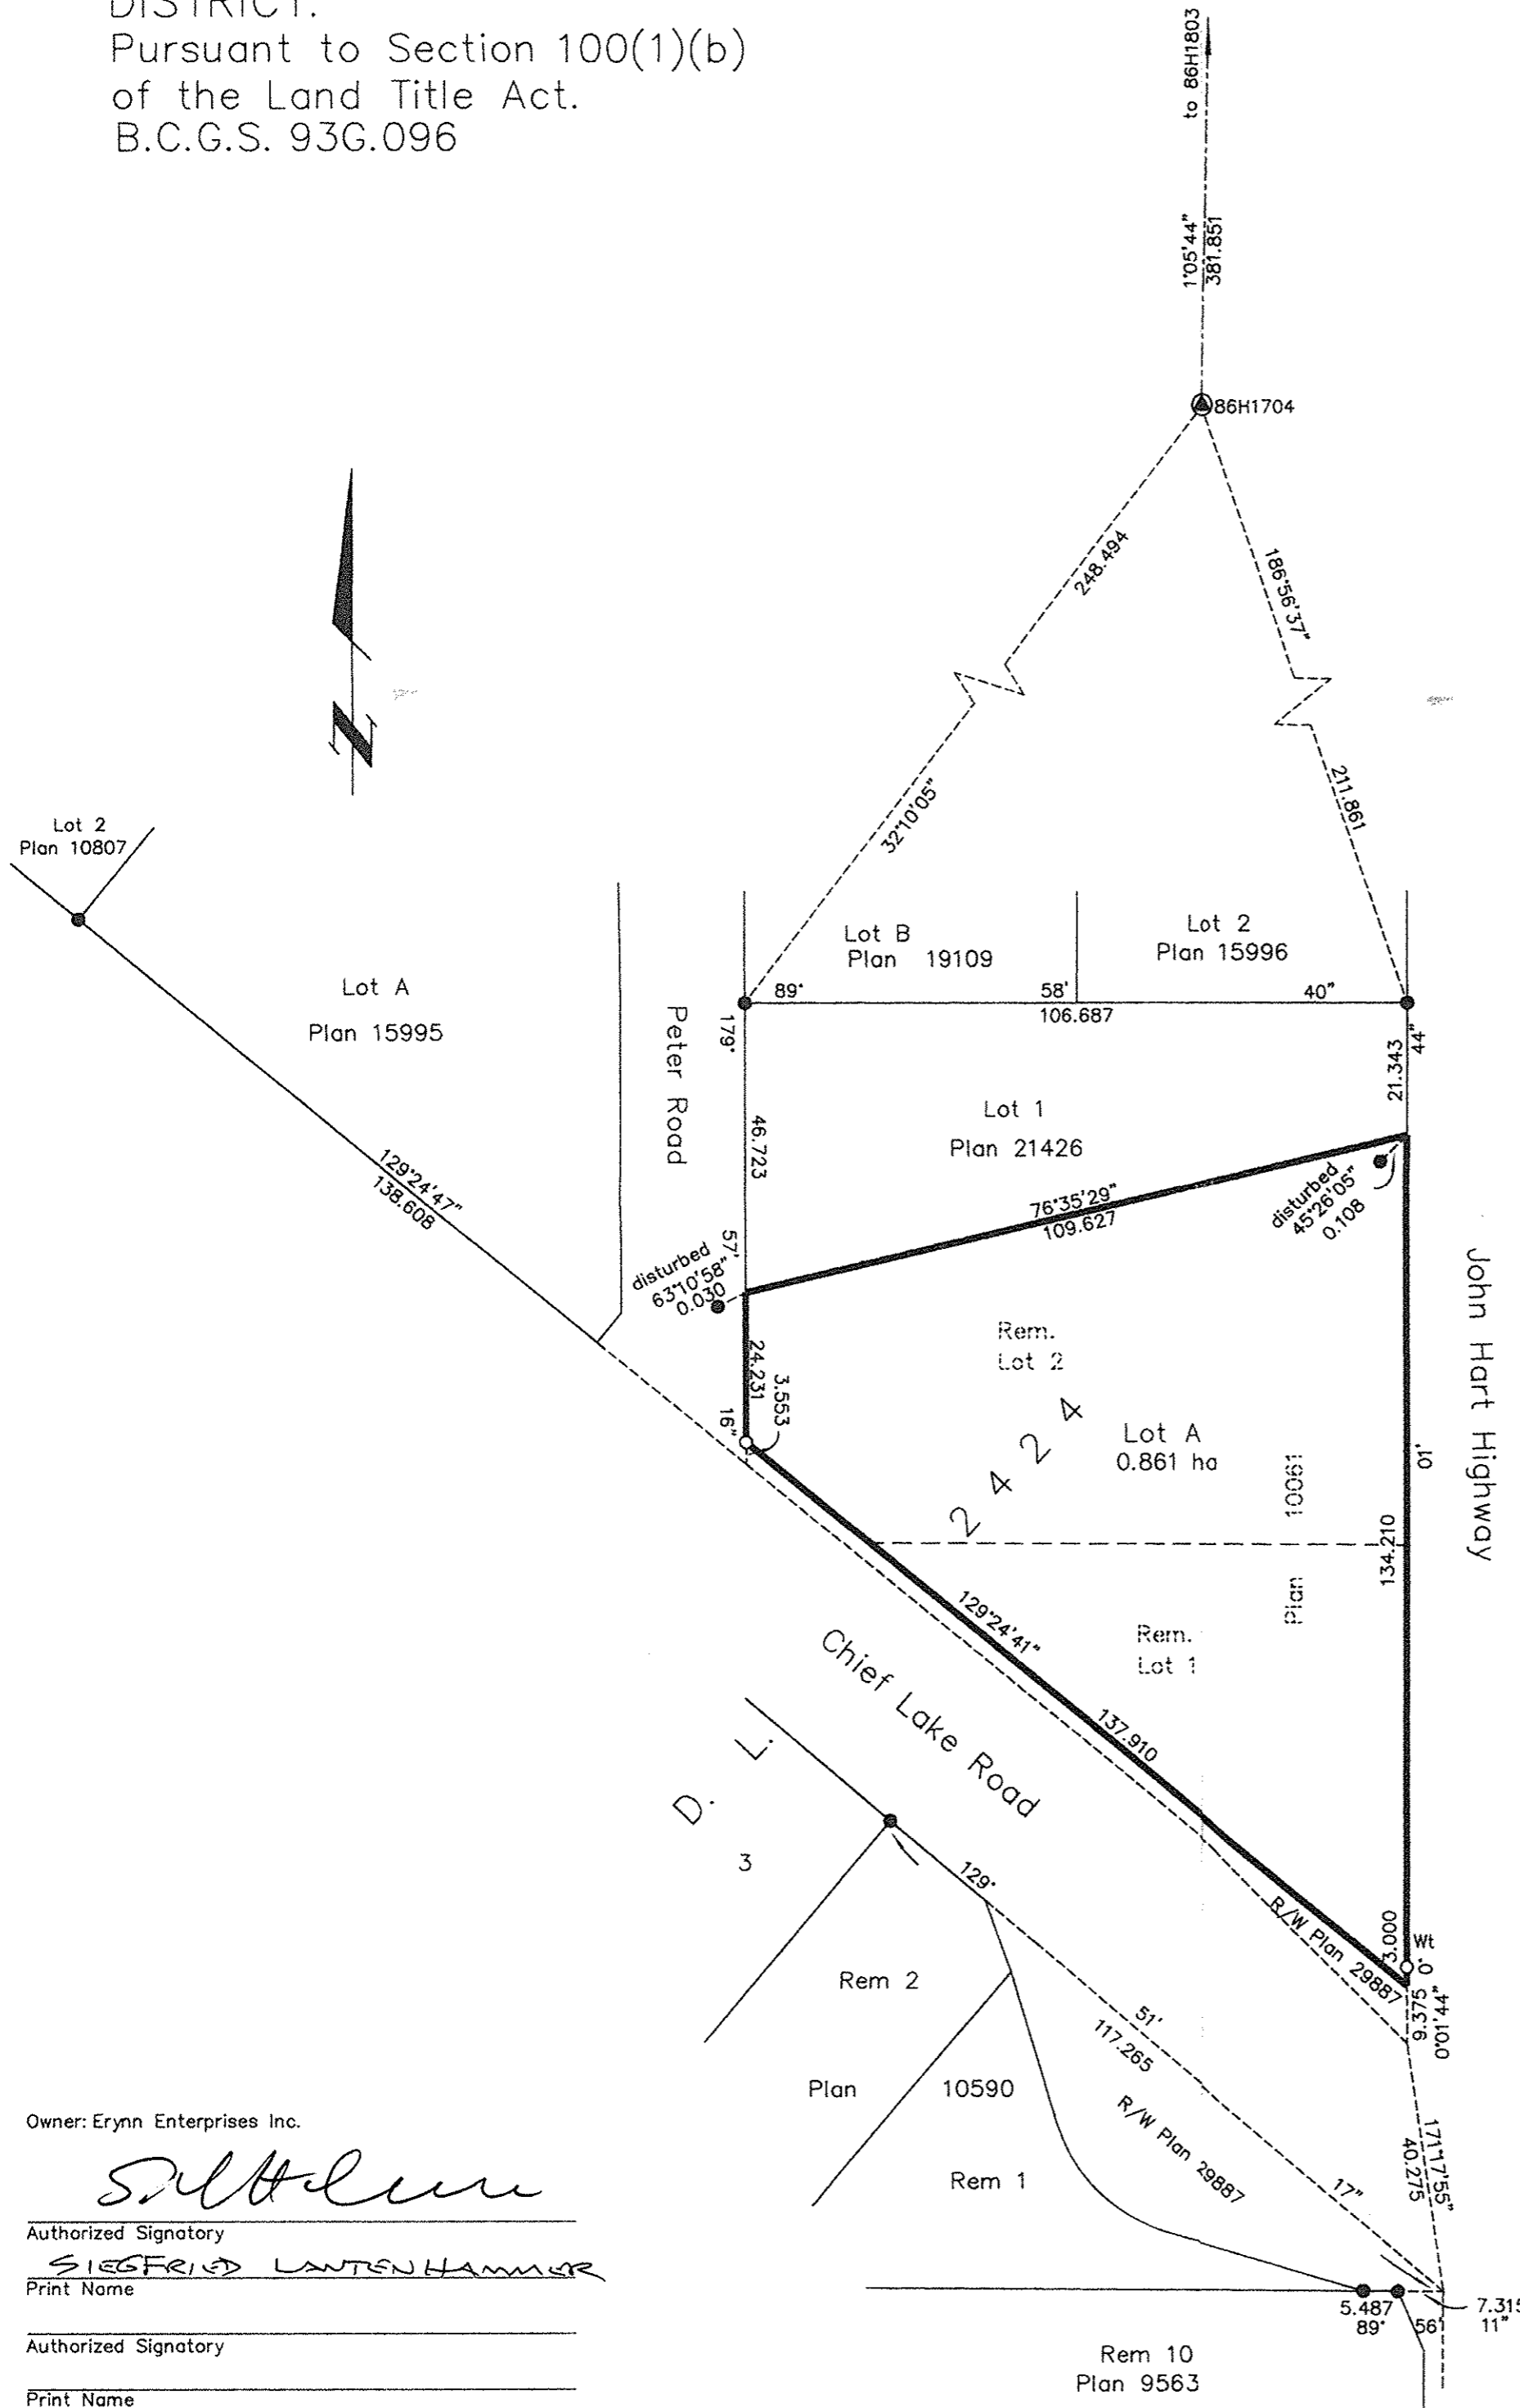 DISTRICT.
Pursuant to Section 100(1)(b)
of the Land Title Act.
B.C.G.S. 93G.096
to 86H1803
1°05'44"
381.851
86H1704
248.494
32°10'05"
186°56'37"
211.861
N
Lot 2
Plan 10807
Lot A
Plan 15995
Peter Road
Lot B
Plan 19109
Lot 2
Plan 15996
89° 58' 40"
106.687
179°
46.723
57'
44"
21.343
Lot 1
Plan 21426
76°35'29"
109.627
disturbed
45°26'05"
0.108
disturbed
63°10'58"
0.030
129°24'47"
138.608
24.231
3.553
16"
Rem.
Lot 2
2424
Lot A
0.861 ha
Plan 10061
01'
134.210
John Hart Highway
Rem.
Lot 1
129°24'41"
137.910
Chief Lake Road
D. L.
3
129°
R/W Plan 29887
3.000
Wt
0°
9.375
0°01'44"
Rem 2
51'
117.265
Plan 10590
R/W Plan 29887
Rem 1
17"
171°17'55"
40.275
5.487
89° 56'
7.315
11"
Rem 10
Plan 9563
Owner: Erynn Enterprises Inc.
Authorized Signatory
SIEGFRIED LANTENHAMMER
Print Name
Authorized Signatory
Print Name